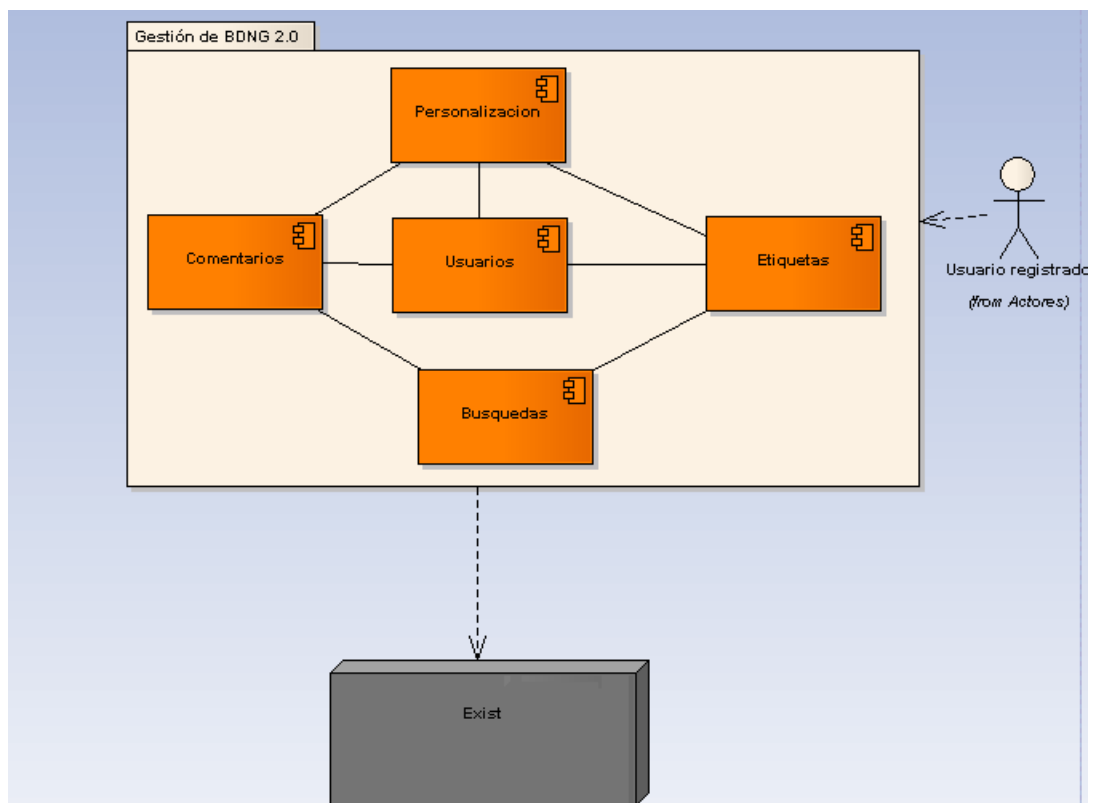 Gestión de BDNG 2.0
Personalizacion
Comentarios
Usuarios
Etiquetas
Busquedas
Usuario registrado
(from Actores)
Exist